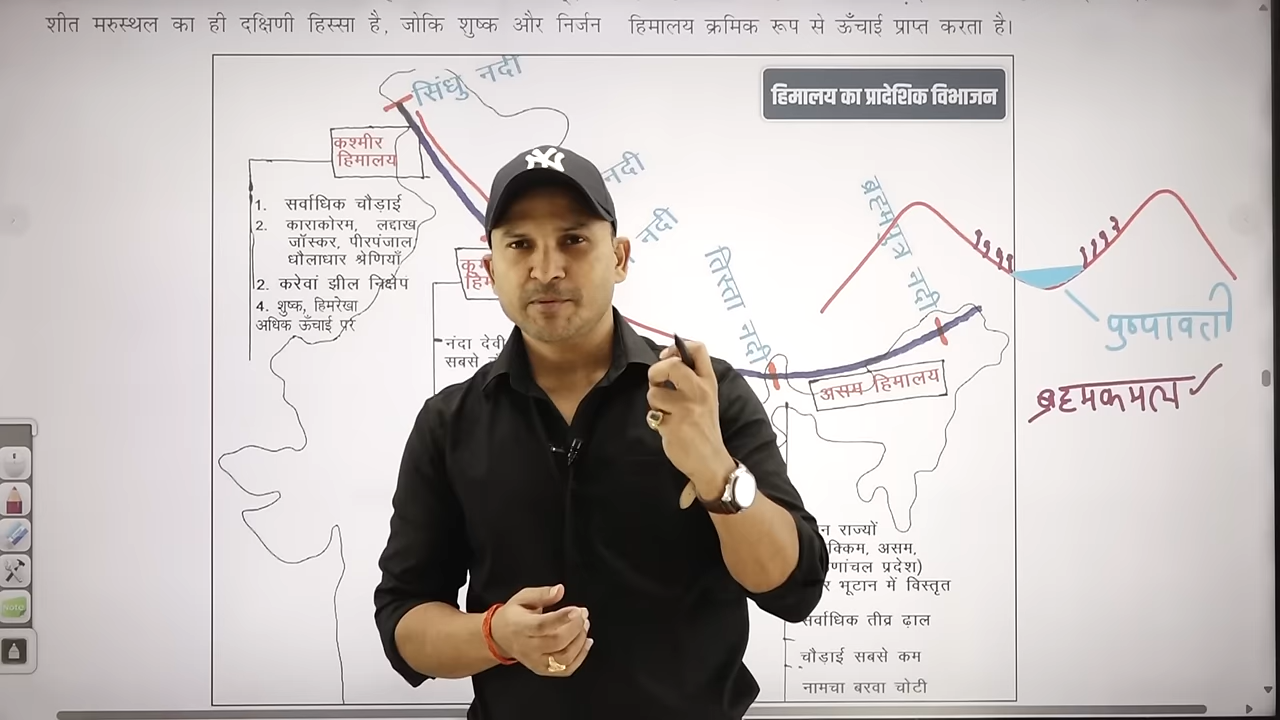 शीत मरुस्थल का ही दक्षिणी हिस्सा है, जोकि शुष्क और निर्जन
हिमालय क्रमिक रूप से ऊँचाई प्राप्त करता है।
हिमालय का प्रादेशिक विभाजन
सिंधु नदी
कश्मीर
हिमालय
1. सर्वाधिक चौड़ाई
2. काराकोरम, लद्दाख
जॉस्कर, पीरपंजाल
धौलाधार श्रेणियाँ
2. करेवां झील निक्षेप
4. शुष्क, हिमरेखा
अधिक ऊँचाई पर
नदी
नदी
नंदा देवी
सबसे
तिस्ता नदी
ब्रह्मपुत्र नदी
असम हिमालय
पुष्पावती
राज्यों
असम,
प्रदेश)
भूटान में विस्तृत
सर्वाधिक तीव्र ढ़ाल
चौड़ाई सबसे कम
नामचा बरवा चोटी
NY